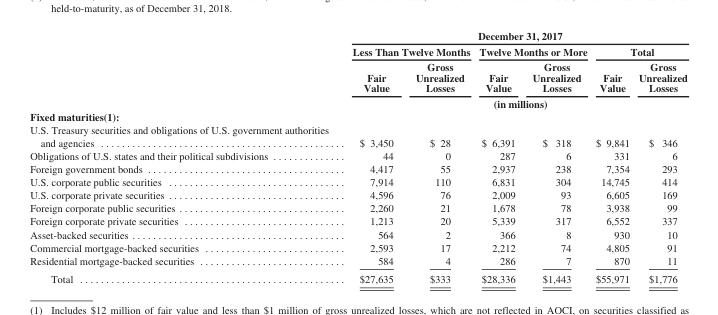 held-to-maturity, as of December 31, 2018.
December 31, 2017
Less Than Twelve Months Twelve Months or More Total
Gross Gross Gross
Fair Unrealized Fair Unrealized Fair Unrealized
Value Losses Value Losses Value Losses
(in millions)
Fixed maturities(1):
U.S. Treasury securities and obligations of U.S. government authorities
and agencies $ 3,450 $ 28 $ 6,391 $ 318 $ 9,841 $ 346
Obligations of U.S. states and their political subdivisions 44 0 287 6 331 6
Foreign government bonds 4,417 55 2,937 238 7,354 293
U.S. corporate public securities 7,914 110 6,831 304 14,745 414
U.S. corporate private securities 4,596 76 2,009 93 6,605 169
Foreign corporate public securities 2,260 21 1,678 78 3,938 99
Foreign corporate private securities 1,213 20 5,339 317 6,552 337
Asset-backed securities 564 2 366 8 930 10
Commercial mortgage-backed securities 2,593 17 2,212 74 4,805 91
Residential mortgage-backed securities 584 4 286 7 870 11
Total $27,635 $333 $28,336 $1,443 $55,971 $1,776
(1) Includes $12 million of fair value and less than $1 million of gross unrealized losses, which are not reflected in AOCI, on securities classified as